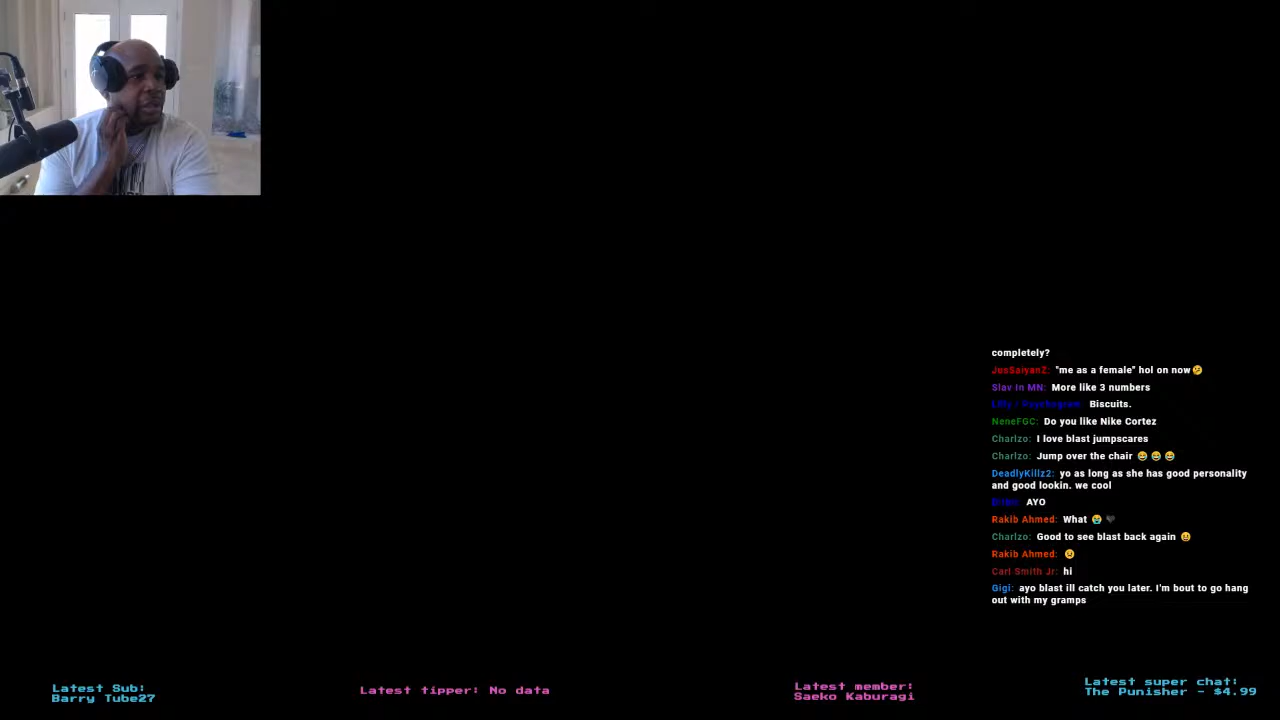 completely?
JusSaiyan2: "me as a female" hol on now🤔
Slav in MN: More like 3 numbers
Biscuits.
NeneFGC: Do you like Nike Cortez
Charlzo: I love blast jumpscares
Charlzo: Jump over the chair 😂 😂 😂
DeadlyKillz2: yo as long as she has good personality
and good lookin. we cool
AYO
Rakib Ahmed: What 😭 🖤
Charlzo: Good to see blast back again
Rakib Ahmed:
Carl Smith Jr: hi
Gigi: ayo blast ill catch you later. I'm bout to go hang
out with my gramps
Latest Sub:
Barry Tube27
Latest tipper: No data
Latest member:
Saeko Kaburagi
Latest super chat:
The Punisher - $4.99